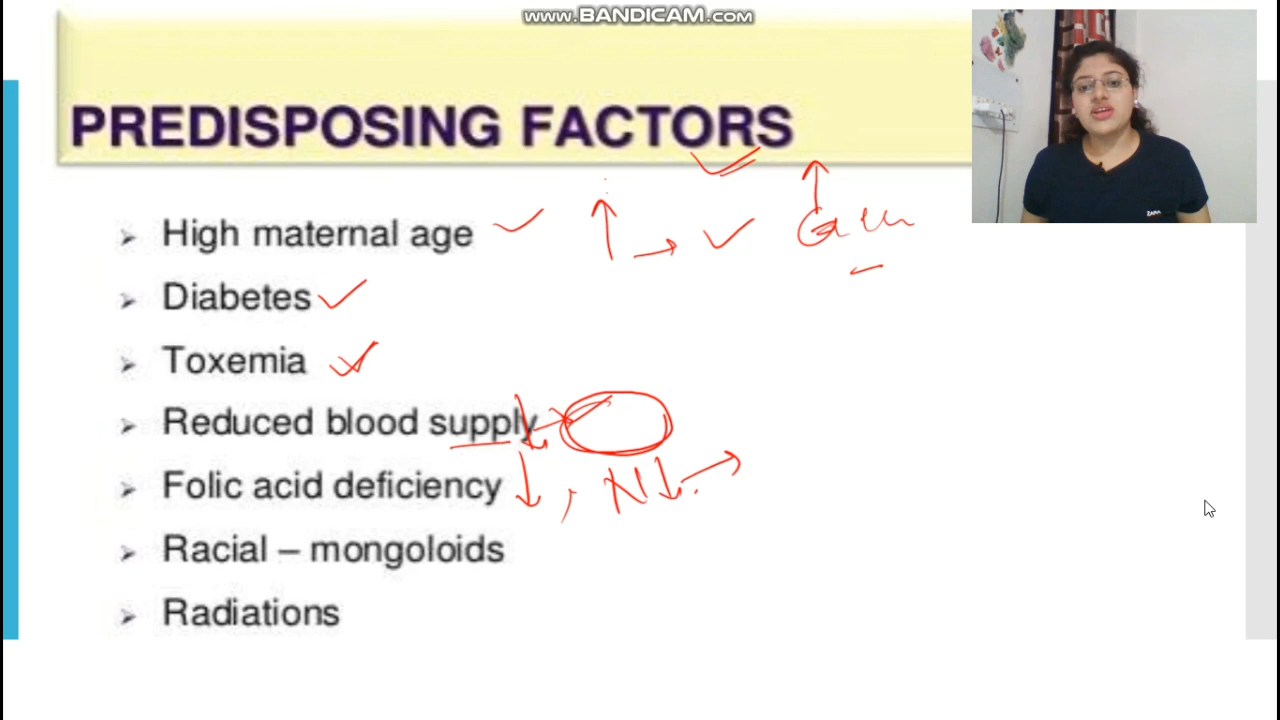 www.BANDICAM.com
PREDISPOSING FACTORS
High maternal age
Diabetes
Toxemia
Reduced blood supply
Folic acid deficiency , N
Racial – mongoloids
Radiations
ZARA